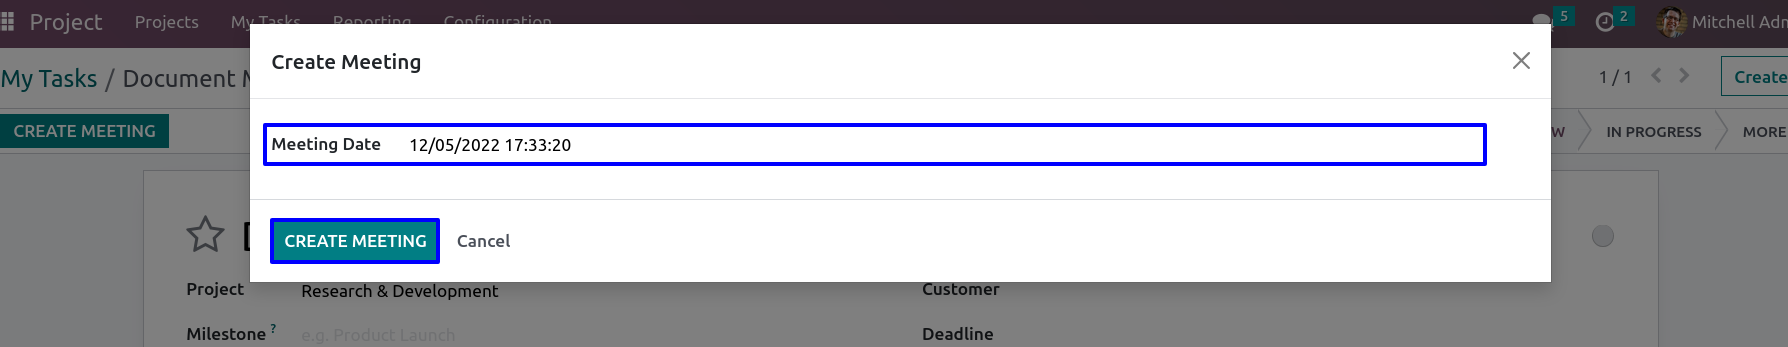 Project Projects My Tasks Reporting Configuration 5 2 Mitchell Adm
Create Meeting
My Tasks / Document M 1 / 1 Create
CREATE MEETING W IN PROGRESS MORE
Meeting Date 12/05/2022 17:33:20
CREATE MEETING Cancel
Project Research & Development Customer
Milestone ? e.g. Product Launch Deadline